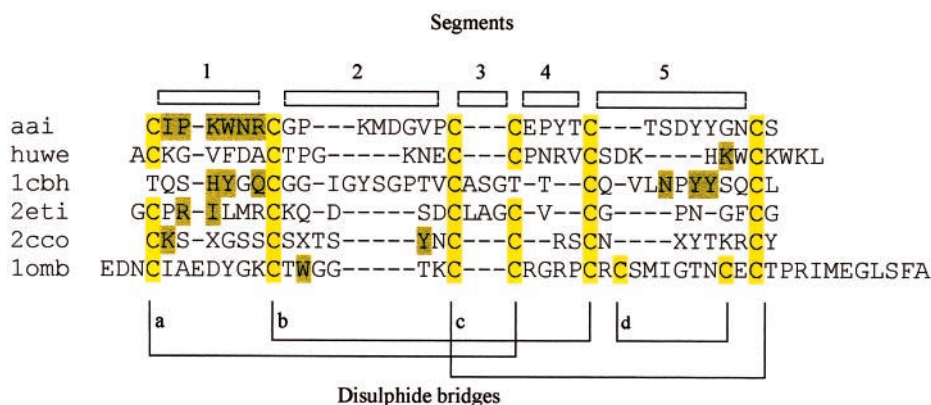 Segments
1 2 3 4 5
aai CIP-KWNRCGP---KMDGVPC---CEPYTC---TSDYYGNCS
huwe ACKG-VFDACTPG-----KNEC---CPNRVCSDK----HKWCKWKL
1cbh TQS-HYGQCGG-IGYSGPTVCASGT-T--CQ-VLNPYYSQCL
2eti GCPR-ILMRCKQ-D-----SDCLAGC-V--CG----PN-GFCG
2cco CKS-XGSSCSXTS-----YNC---C--RSCN----XYTKRCY
1omb EDNCIAEDYGKCTWGG-----TKC---CRGRPCRCSMIGTNCECTPRIMEGLSFA
a b c d
Disulphide bridges